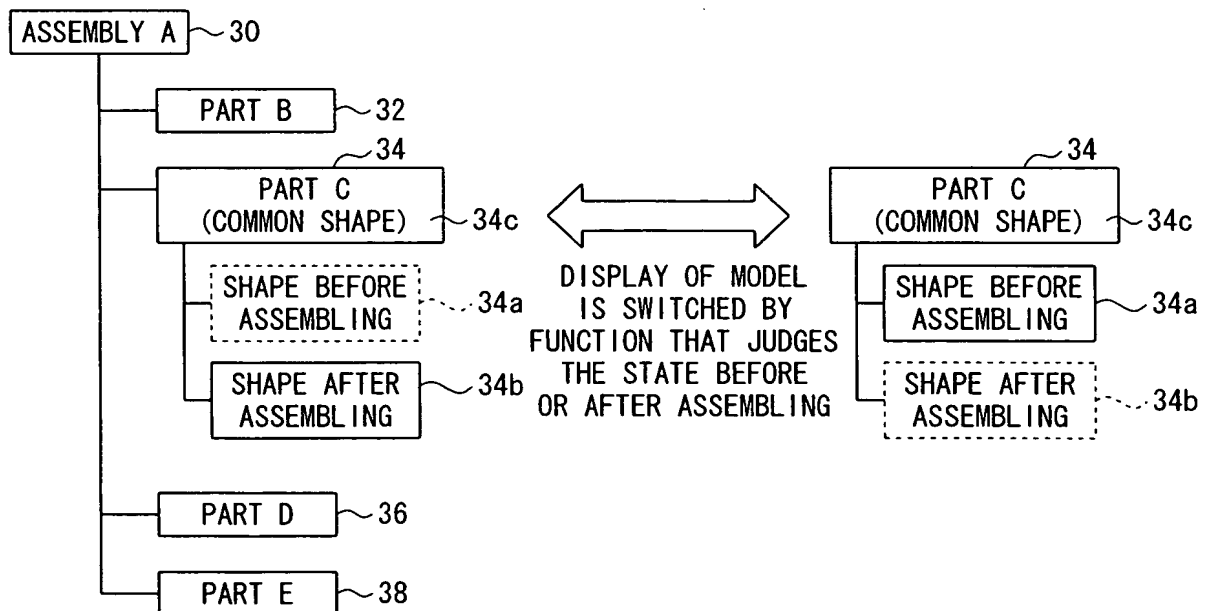 ASSEMBLY A 30
PART B 32
34
PART C
(COMMON SHAPE) 34c
SHAPE BEFORE
ASSEMBLING 34a
SHAPE AFTER
ASSEMBLING 34b
PART D 36
PART E 38
DISPLAY OF MODEL
IS SWITCHED BY
FUNCTION THAT JUDGES
THE STATE BEFORE
OR AFTER ASSEMBLING
34
PART C
(COMMON SHAPE) 34c
SHAPE BEFORE
ASSEMBLING 34a
SHAPE AFTER
ASSEMBLING 34b